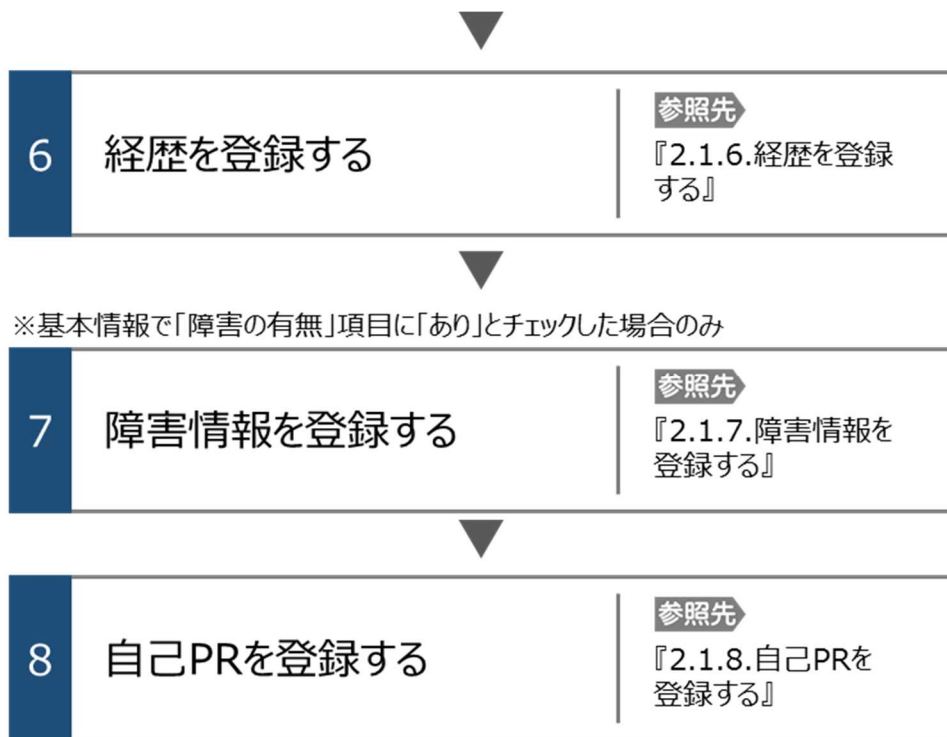 6
経歴を登録する
参照先
『2.1.6.経歴を登録
する』
※基本情報で「障害の有無」項目に「あり」とチェックした場合のみ
7
障害情報を登録する
参照先
『2.1.7.障害情報を
登録する』
8
自己PRを登録する
参照先
『2.1.8.自己PRを
登録する』